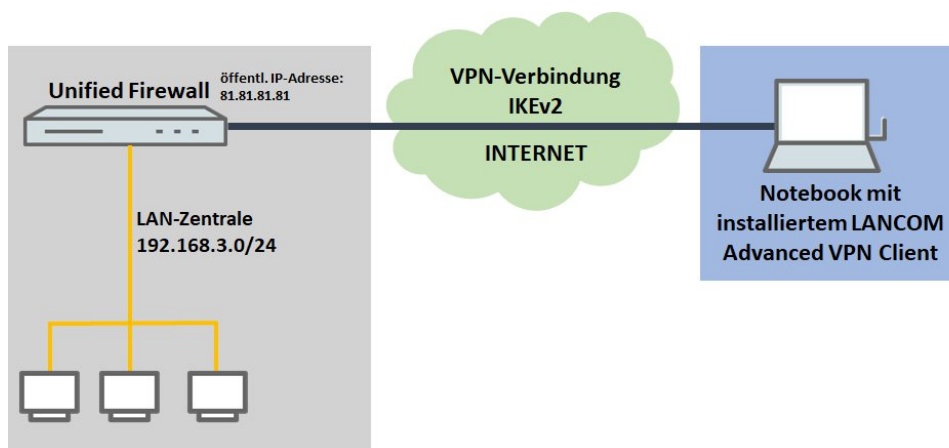 Unified Firewall
öffentl. IP-Adresse:
81.81.81.81
LAN-Zentrale
192.168.3.0/24
VPN-Verbindung
IKEv2
INTERNET
Notebook mit
installiertem LANCOM
Advanced VPN Client